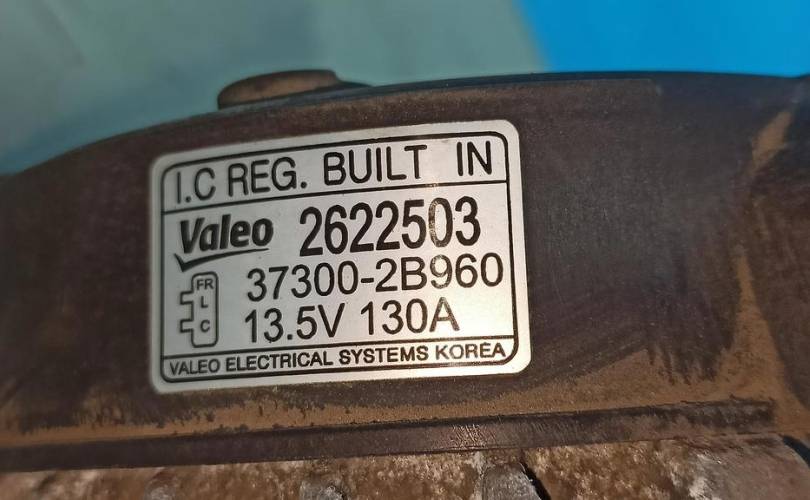 I.C REG. BUILT IN
Valeo 2622503
FR 37300-2B960
L
C 13.5V 130A
VALEO ELECTRICAL SYSTEMS KOREA